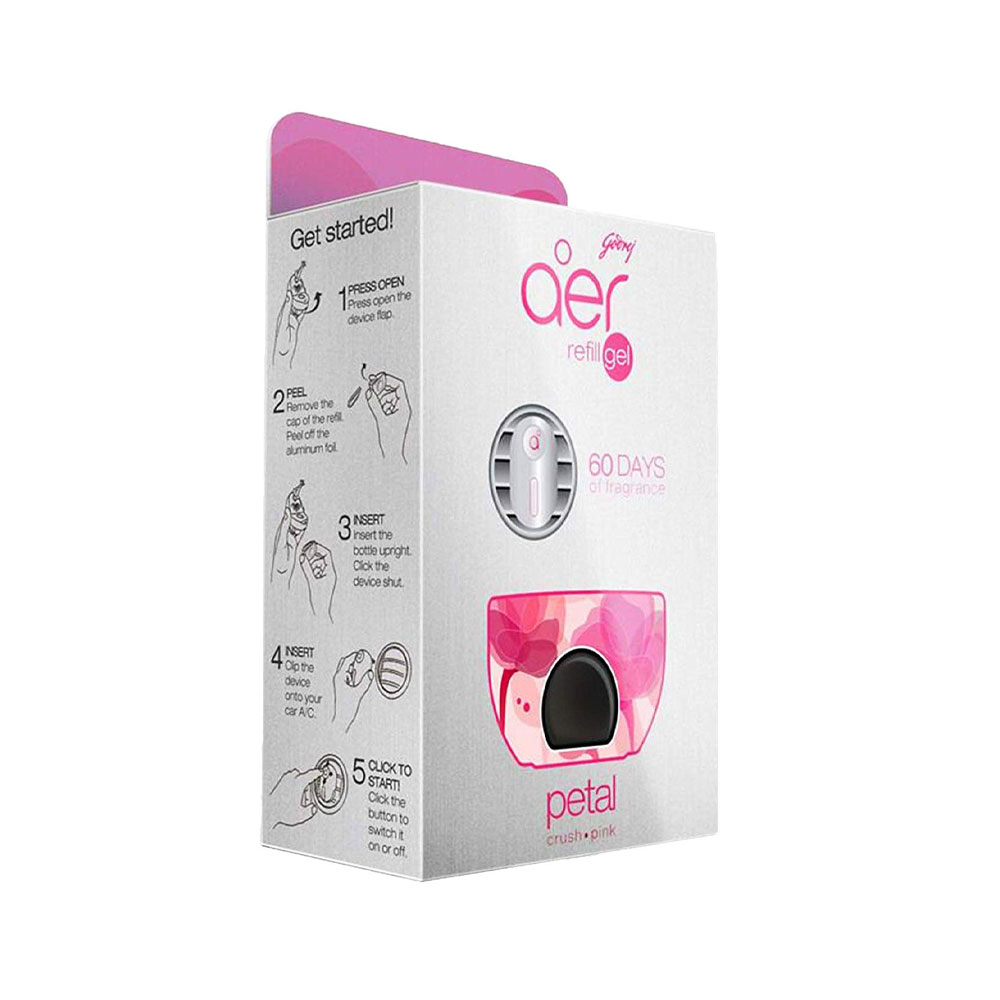 Get started!
1 PRESS OPEN
Press open the
device flap.
2 PEEL
Remove the
cap of the refill.
Peel off the
aluminum foil.
3 INSERT
Insert the
bottle upright.
Click the
device shut.
4 INSERT
Clip the
device
onto your
car A/C.
5 CLICK TO
START!
Click the
button to
switch it
on or off.
Godrej
aer
refill gel
a
60 DAYS
of fragrance
petal
crush • pink